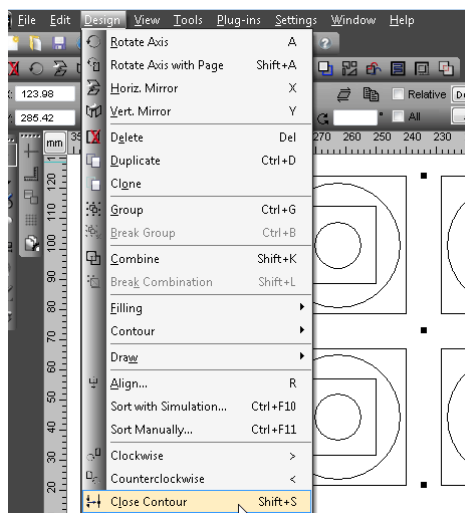 File Edit Design View Tools Plug-ins Settings Window Help
Rotate Axis A
Rotate Axis with Page Shift+A
Horiz. Mirror X
Vert. Mirror Y
Delete Del
Duplicate Ctrl+D
Clone
Group Ctrl+G
Break Group Ctrl+B
Combine Shift+K
Break Combination Shift+L
Filling
Contour
Draw
Align... R
Sort with Simulation... Ctrl+F10
Sort Manually... Ctrl+F11
Clockwise >
Counterclockwise <
Close Contour Shift+S
123.98
285.42
Relative
All
mm
270 260 250 240 230
120
110
100
90
80
70
60
50
40
30
20